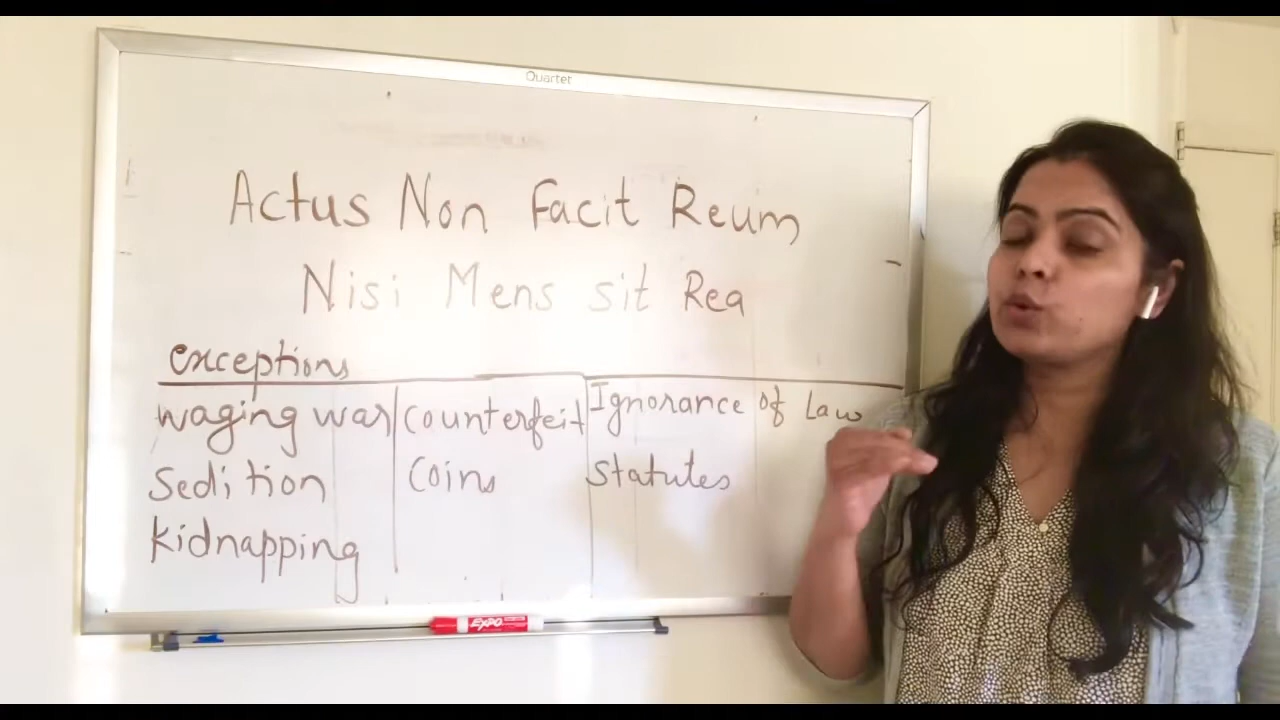 Quartet
Actus Non Facit Reum
Nisi Mens sit Rea
exceptions
waging war
Sedition
kidnapping
Counterfeit
Coins
Ignorance of Law
Statutes
EXPO